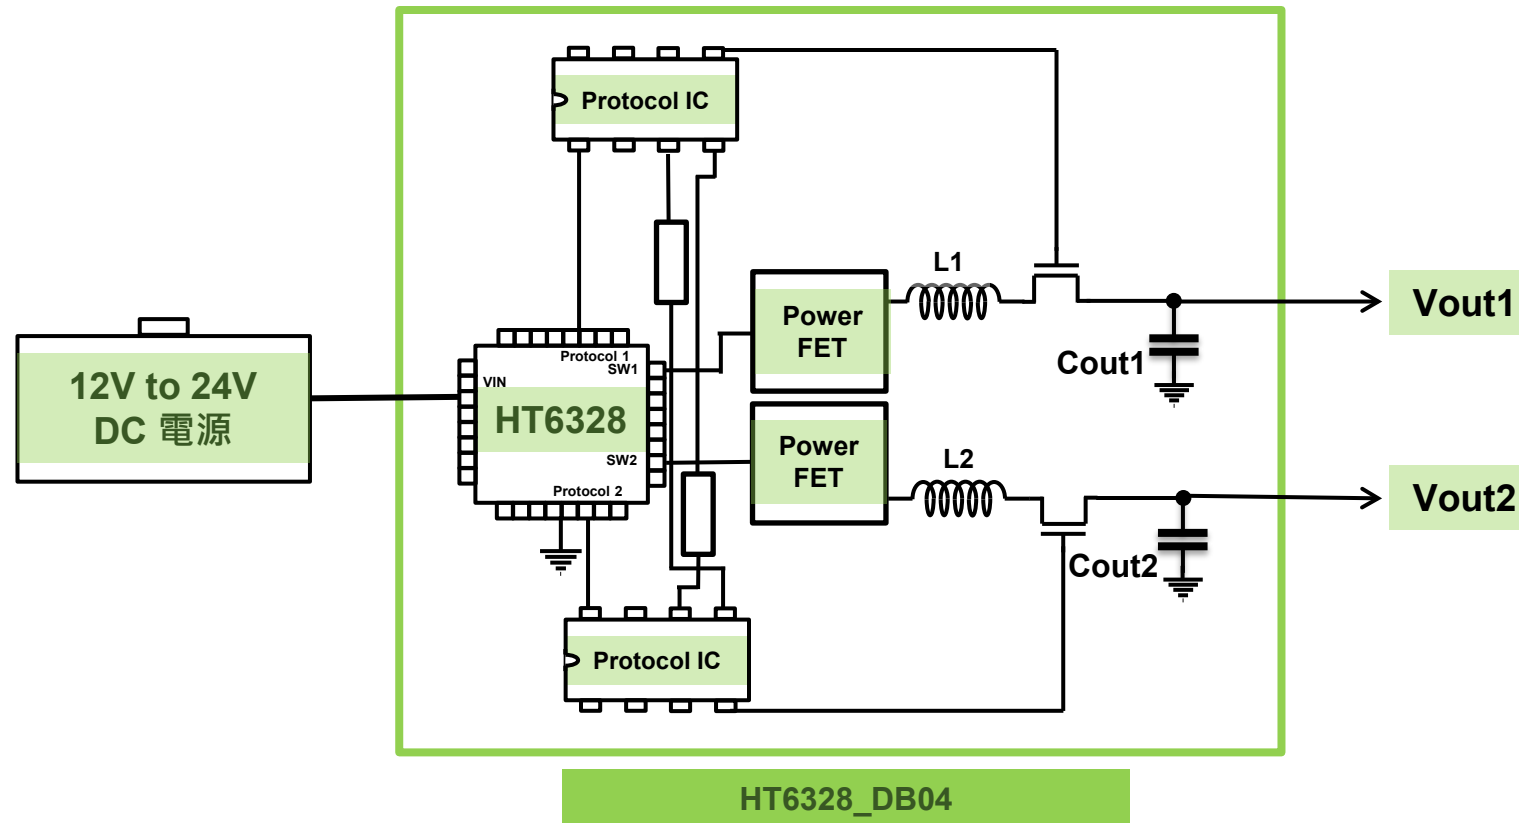 Protocol IC
L1
Power
FET
Vout1
Cout1
12V to 24V
DC 電源
Protocol 1
SW1
VIN
HT6328
SW2
Protocol 2
Power
FET
L2
Vout2
Cout2
Protocol IC
HT6328_DB04